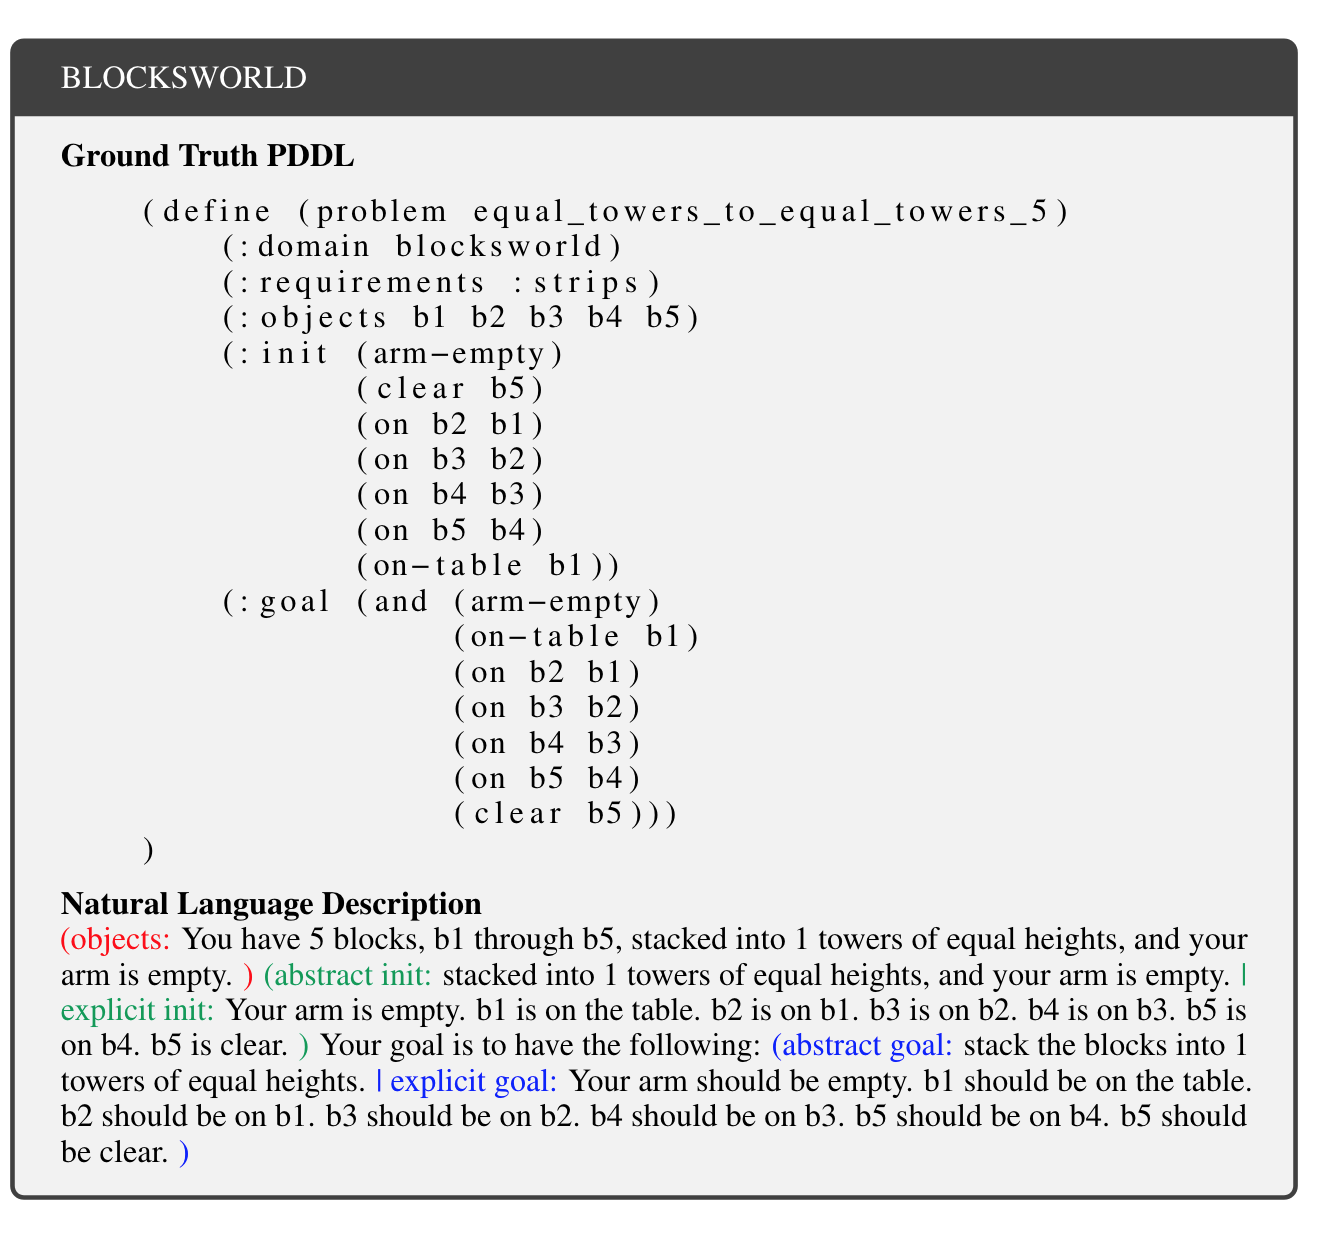 BLOCKSWORLD
Ground Truth PDDL
(define (problem equal_towers_to_equal_towers_5)
(:domain blocksworld)
(:requirements :strips)
(:objects b1 b2 b3 b4 b5)
(:init (arm−empty)
(clear b5)
(on b2 b1)
(on b3 b2)
(on b4 b3)
(on b5 b4)
(on−table b1))
(:goal (and (arm−empty)
(on−table b1)
(on b2 b1)
(on b3 b2)
(on b4 b3)
(on b5 b4)
(clear b5)))
)
Natural Language Description
(objects: You have 5 blocks, b1 through b5, stacked into 1 towers of equal heights, and your
arm is empty. ) (abstract init: stacked into 1 towers of equal heights, and your arm is empty. |
explicit init: Your arm is empty. b1 is on the table. b2 is on b1. b3 is on b2. b4 is on b3. b5 is
on b4. b5 is clear. ) Your goal is to have the following: (abstract goal: stack the blocks into 1
towers of equal heights. | explicit goal: Your arm should be empty. b1 should be on the table.
b2 should be on b1. b3 should be on b2. b4 should be on b3. b5 should be on b4. b5 should
be clear. )